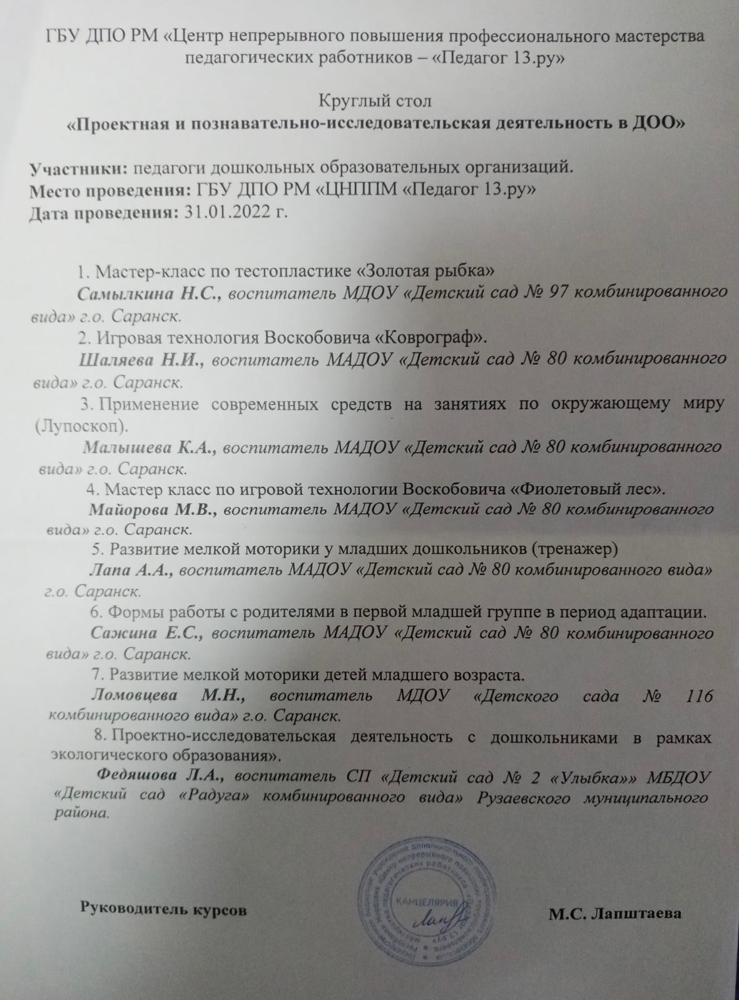 ГБУ ДПО РМ «Центр непрерывного повышения профессионального мастерства
педагогических работников – «Педагог 13.ру»
Круглый стол
«Проектная и познавательно-исследовательская деятельность в ДОО»
Участники: педагоги дошкольных образовательных организаций.
Место проведения: ГБУ ДПО РМ «ЦНППМ «Педагог 13.ру»
Дата проведения: 31.01.2022 г.
1. Мастер-класс по тестопластике «Золотая рыбка»
Самылкина Н.С., воспитатель МДОУ «Детский сад № 97 комбинированного
вида» г.о. Саранск.
2. Игровая технология Воскобовича «Коврограф».
Шаляева Н.И., воспитатель МАДОУ «Детский сад № 80 комбинированного
вида» г.о. Саранск.
3. Применение современных средств на занятиях по окружающему миру
(Лупоскоп).
Малышева К.А., воспитатель МАДОУ «Детский сад № 80 комбинированного
вида» г.о. Саранск.
4. Мастер класс по игровой технологии Воскобовича «Фиолетовый лес».
Майорова М.В., воспитатель МАДОУ «Детский сад № 80 комбинированного
вида» г.о. Саранск.
5. Развитие мелкой моторики у младших дошкольников (тренажер)
Лапа А.А., воспитатель МАДОУ «Детский сад № 80 комбинированного вида»
г.о. Саранск.
6. Формы работы с родителями в первой младшей группе в период адаптации.
Сажина Е.С., воспитатель МАДОУ «Детский сад № 80 комбинированного
вида» г.о. Саранск.
7. Развитие мелкой моторики детей младшего возраста.
Ломовцева М.Н., воспитатель МДОУ «Детского сада № 116
комбинированного вида» г.о. Саранск.
8. Проектно-исследовательская деятельность с дошкольниками в рамках
экологического образования».
Федяшова Л.А., воспитатель СП «Детский сад № 2 «Улыбка»» МБДОУ
«Детский сад «Радуга» комбинированного вида» Рузаевского муниципального
района.
КАНЦЕЛЯРИЯ
Руководитель курсов
М.С. Лапштаева